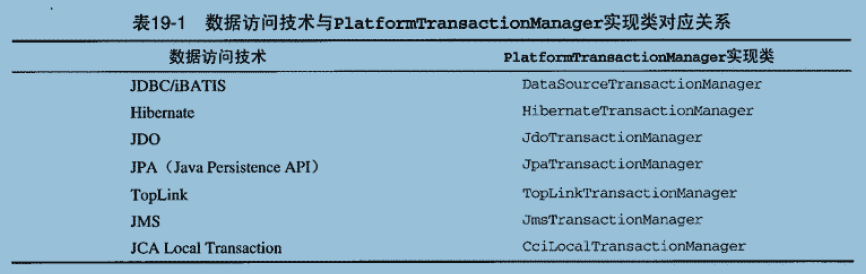 表19-1 数据访问技术与PlatformTransactionManager实现类对应关系
数据访问技术 PlatformTransactionManager实现类
JDBC/iBATIS DataSourceTransactionManager
Hibernate HibernateTransactionManager
JDO JdoTransactionManager
JPA（Java Persistence API） JpaTransactionManager
TopLink TopLinkTransactionManager
JMS JmsTransactionManager
JCA Local Transaction CciLocalTransactionManager